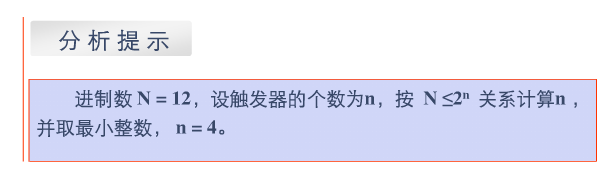 分析提示
进制数 N = 12，设触发器的个数为n，按 N ≤2ⁿ 关系计算n，
并取最小整数， n = 4。